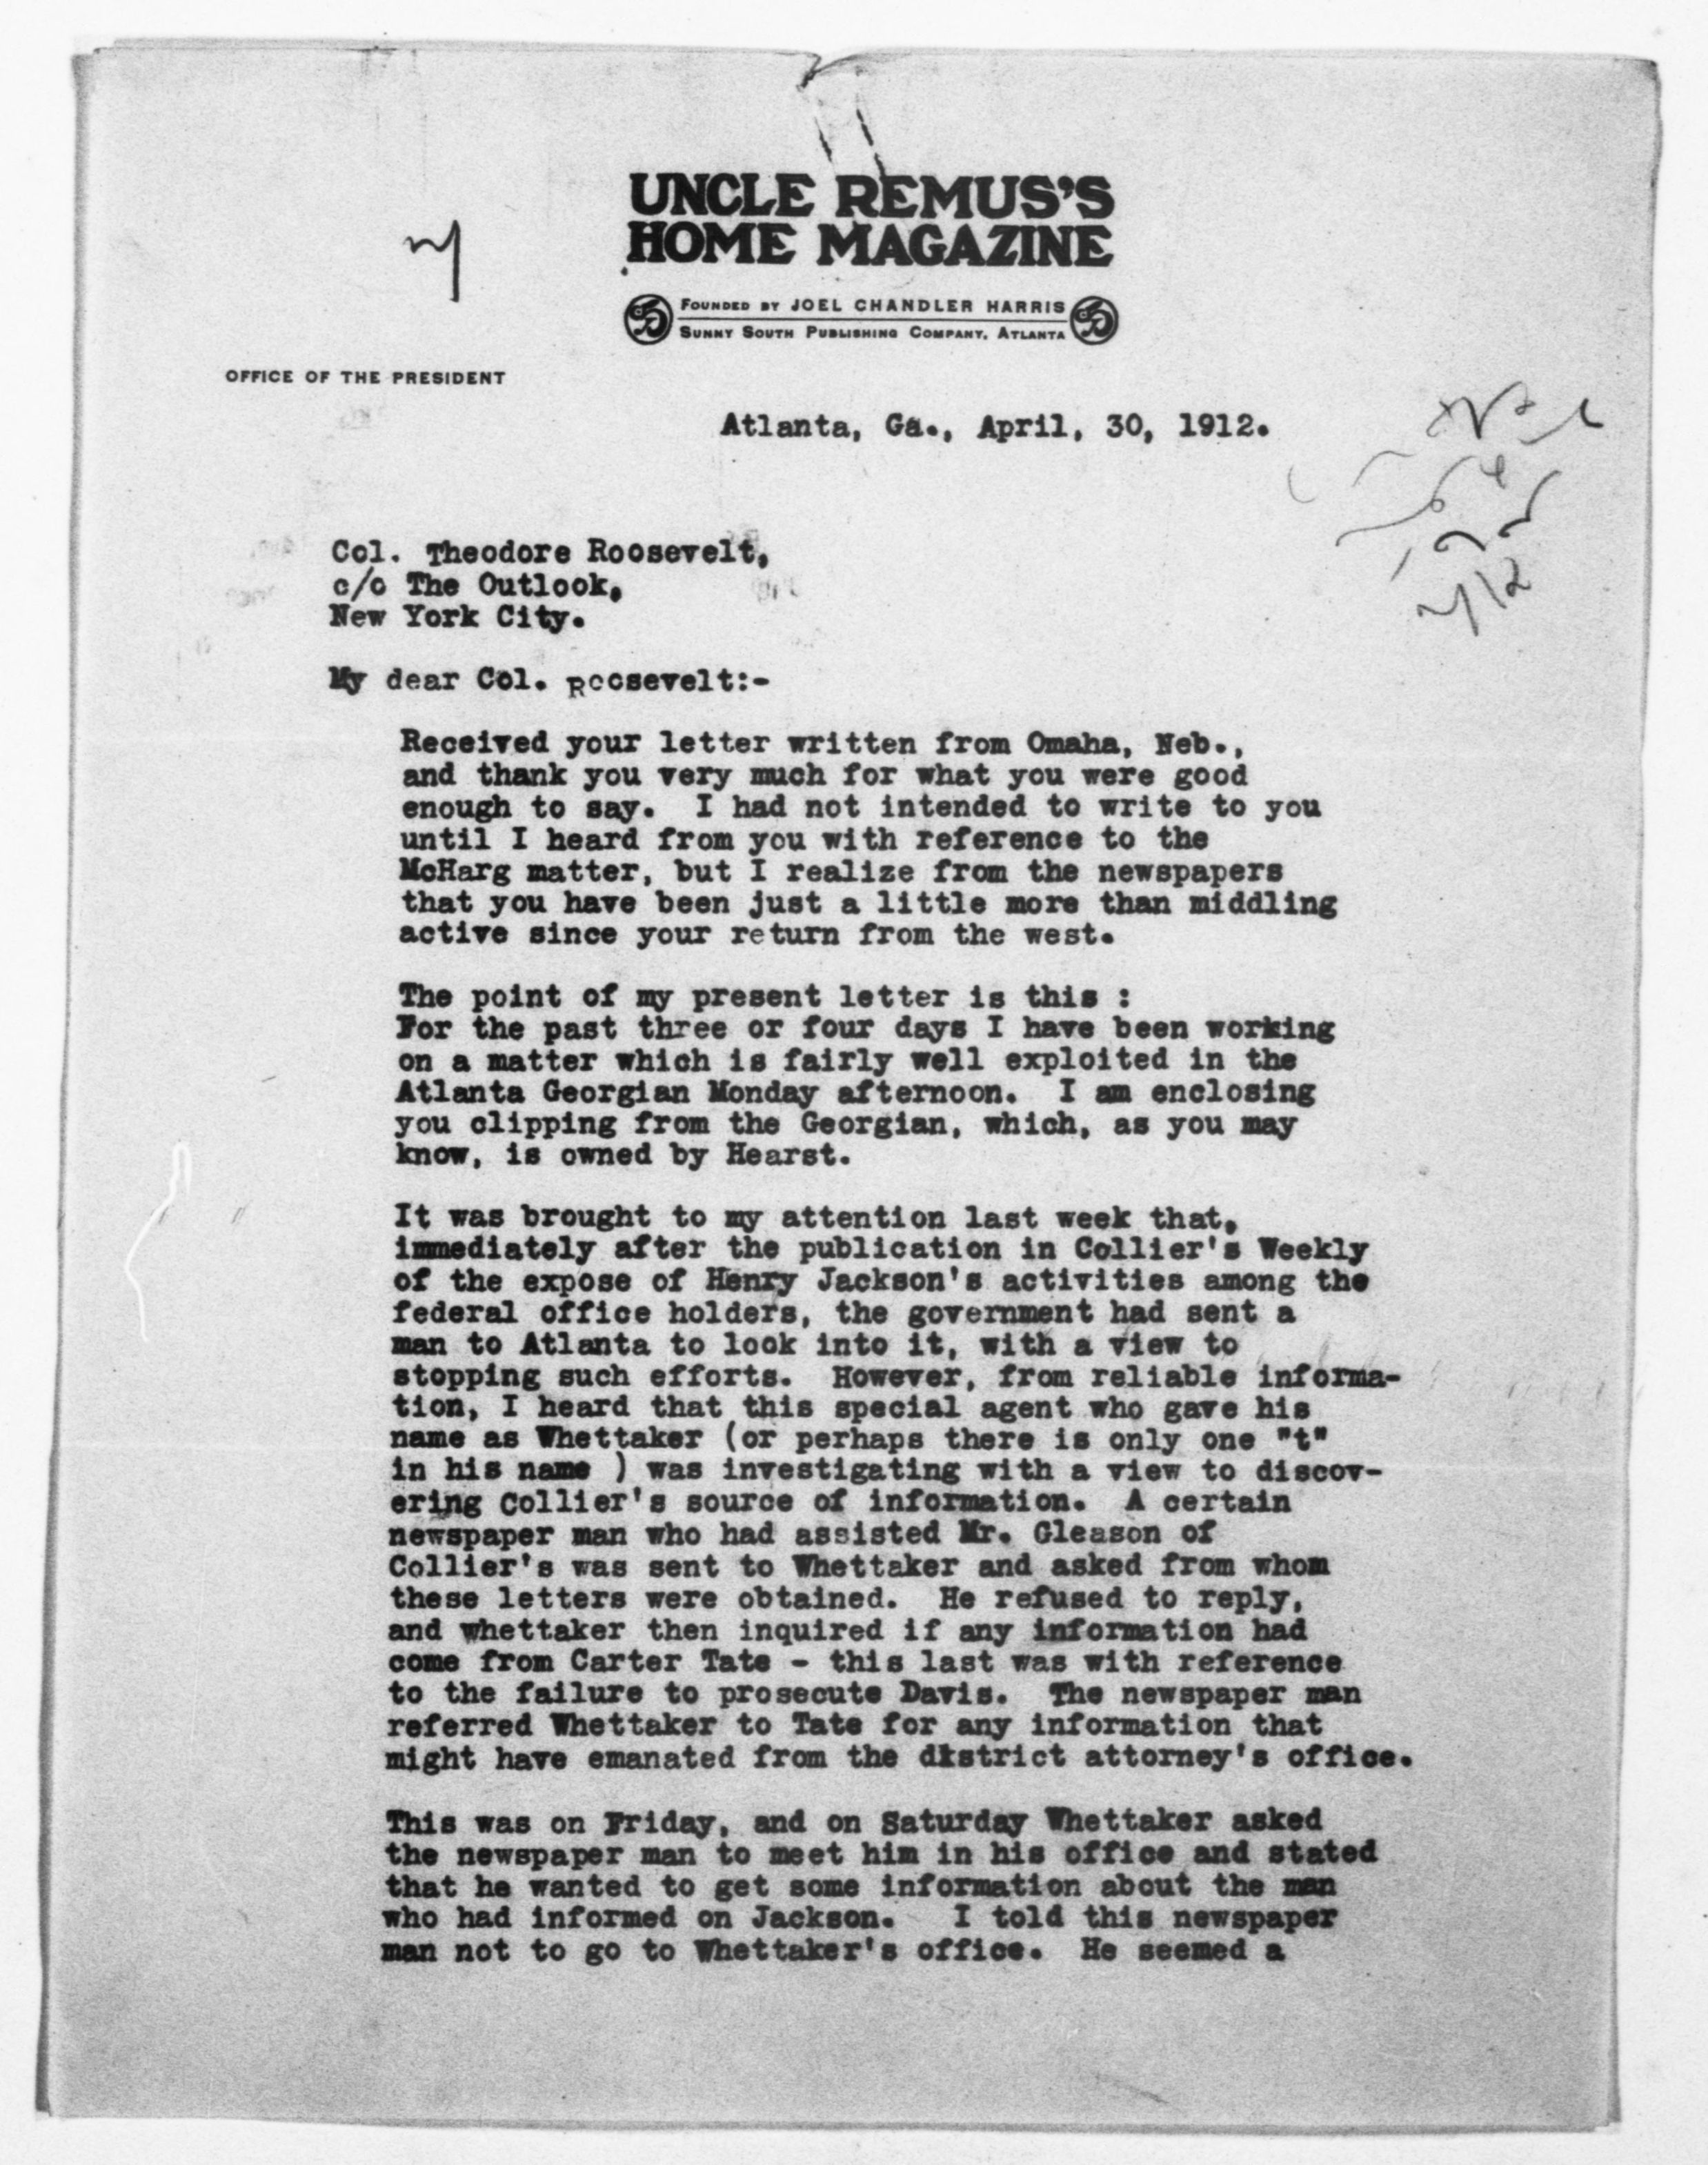 UNCLE REMUS'S
HOME MAGAZINE
FOUNDED BY JOEL CHANDLER HARRIS
SUNNY SOUTH PUBLISHING COMPANY, ATLANTA
OFFICE OF THE PRESIDENT
Atlanta, Ga., April, 30, 1912.
Col. Theodore Roosevelt,
c/o The Outlook,
New York City.
My dear Col. Roosevelt:-
Received your letter written from Omaha, Neb.,
and thank you very much for what you were good
enough to say. I had not intended to write to you
until I heard from you with reference to the
McHarg matter, but I realize from the newspapers
that you have been just a little more than middling
active since your return from the west.
The point of my present letter is this :
For the past three or four days I have been working
on a matter which is fairly well exploited in the
Atlanta Georgian Monday afternoon. I am enclosing
you clipping from the Georgian, which, as you may
know, is owned by Hearst.
It was brought to my attention last week that,
immediately after the publication in Collier's Weekly
of the expose of Henry Jackson's activities among the
federal office holders, the government had sent a
man to Atlanta to look into it, with a view to
stopping such efforts. However, from reliable informa-
tion, I heard that this special agent who gave his
name as Whettaker (or perhaps there is only one "t"
in his name ) was investigating with a view to discov-
ering Collier's source of information. A certain
newspaper man who had assisted Mr. Gleason of
Collier's was sent to Whettaker and asked from whom
these letters were obtained. He refused to reply,
and Whettaker then inquired if any information had
come from Carter Tate - this last was with reference
to the failure to prosecute Davis. The newspaper man
referred Whettaker to Tate for any information that
might have emanated from the district attorney's office.
This was on Friday, and on Saturday Whettaker asked
the newspaper man to meet him in his office and stated
that he wanted to get some information about the man
who had informed on Jackson. I told this newspaper
man not to go to Whettaker's office. He seemed a